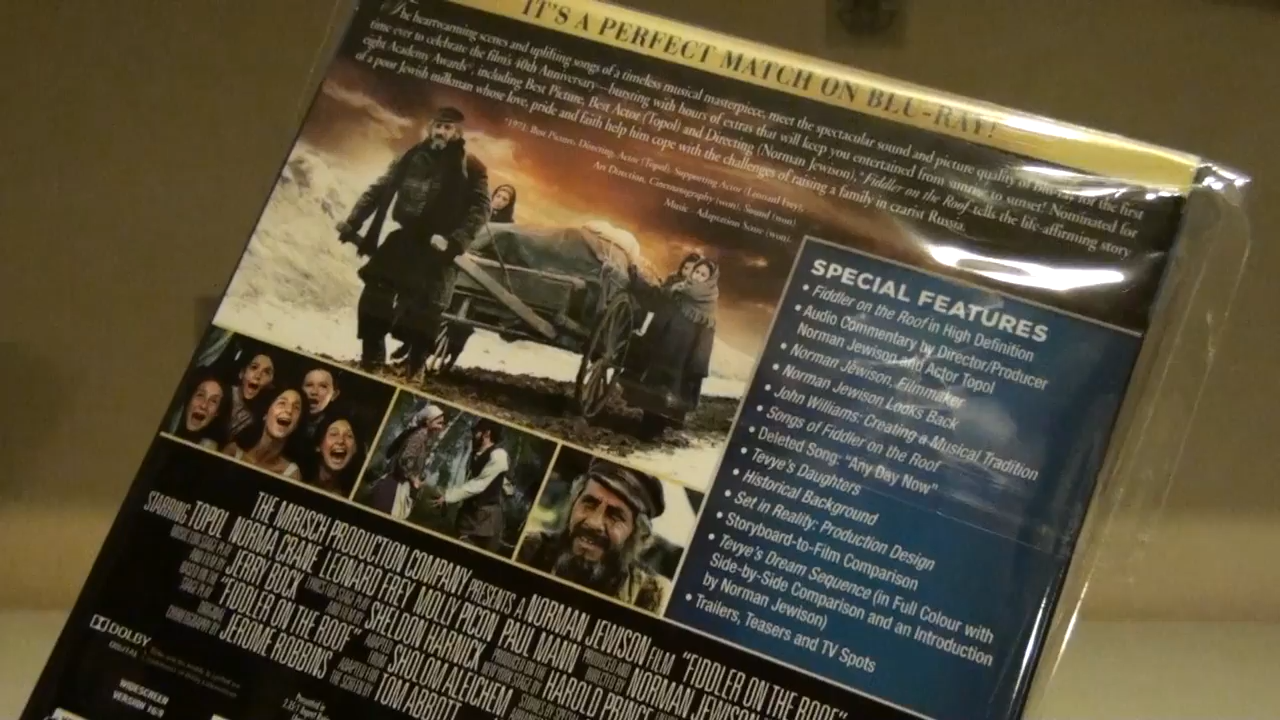 IT'S A PERFECT MATCH ON BLU-RAY!
The heartwarming scenes and uplifting songs of a timeless musical masterpiece, meet the spectacular sound and picture quality of Blu-ray for the first
time ever to celebrate the film's 40th Anniversary—bursting with hours of extras that will keep you entertained from sunrise to sunset! Nominated for
eight Academy Awards*, including Best Picture, Best Actor (Topol) and Directing (Norman Jewison), "Fiddler on the Roof tells the life-affirming story
of a poor Jewish milkman whose love, pride and faith help him cope with the challenges of raising a family in czarist Russia.
*1971: Best Picture, Directing, Actor (Topol), Supporting Actor (Leonard Frey),
Art Direction, Cinematography (won), Sound (won),
Music - Adaptation Score (won).
SPECIAL FEATURES
• Fiddler on the Roof in High Definition
• Audio Commentary by Director/Producer
Norman Jewison and Actor Topol
• Norman Jewison, Filmmaker
• Norman Jewison Looks Back
• John Williams: Creating a Musical Tradition
• Songs of Fiddler on the Roof
• Deleted Song: "Any Day Now"
• Tevye's Daughters
• Historical Background
• Set in Reality: Production Design
• Storyboard-to-Film Comparison
• Tevye's Dream Sequence (in Full Colour with
Side-by-Side Comparison and an Introduction
by Norman Jewison)
• Trailers, Teasers and TV Spots
THE MIRISCH PRODUCTION COMPANY PRESENTS A NORMAN JEWISON FILM "FIDDLER ON THE ROOF"
STARRING TOPOL NORMA CRANE LEONARD FREY MOLLY PICON PAUL MANN
JERRY BOCK SHELDON HARNICK HAROLD PRINCE NORMAN JEWISON
"FIDDLER ON THE ROOF" SHOLOM ALEICHEM
JEROME ROBBINS TOM ABBOTT
DOLBY
DIGITAL
WIDESCREEN
VERSION 16:9